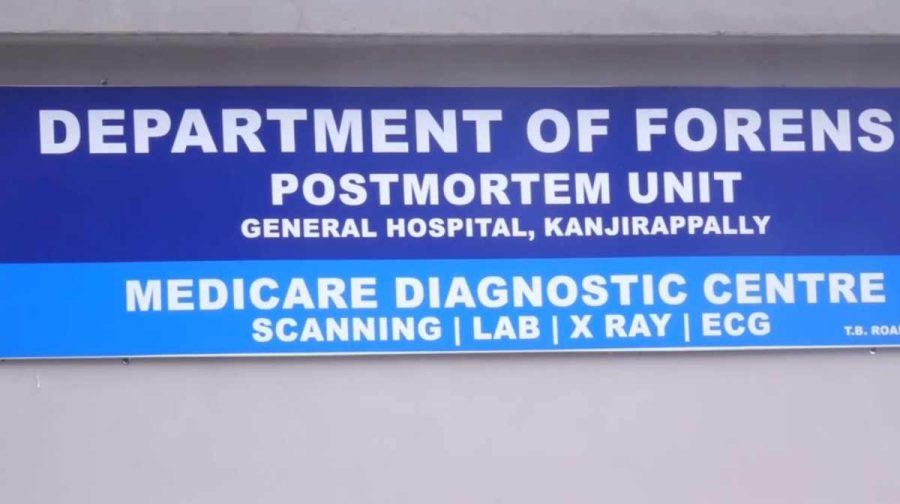 DEPARTMENT OF FORENS
POSTMORTEM UNIT
GENERAL HOSPITAL, KANJIRAPPALLY
MEDICARE DIAGNOSTIC CENTRE
SCANNING | LAB | X RAY | ECG
T.B. ROA